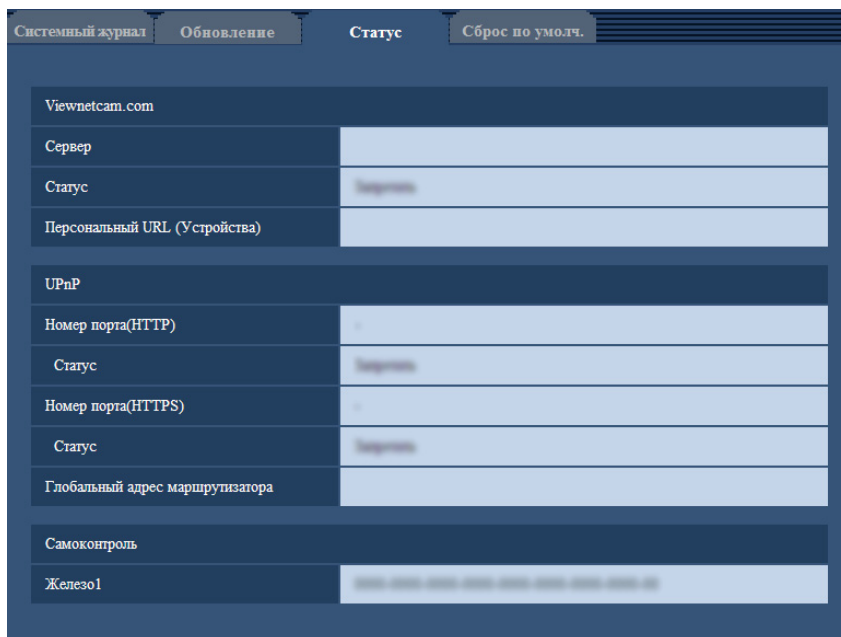 Системный журнал
Обновление
Статус
Сброс по умолч.
Viewnetcam.com
Сервер
Статус
Персональный URL (Устройства)
UPnP
Номер порта(HTTP)
Статус
Номер порта(HTTPS)
Статус
Глобальный адрес маршрутизатора
Самоконтроль
Железо1